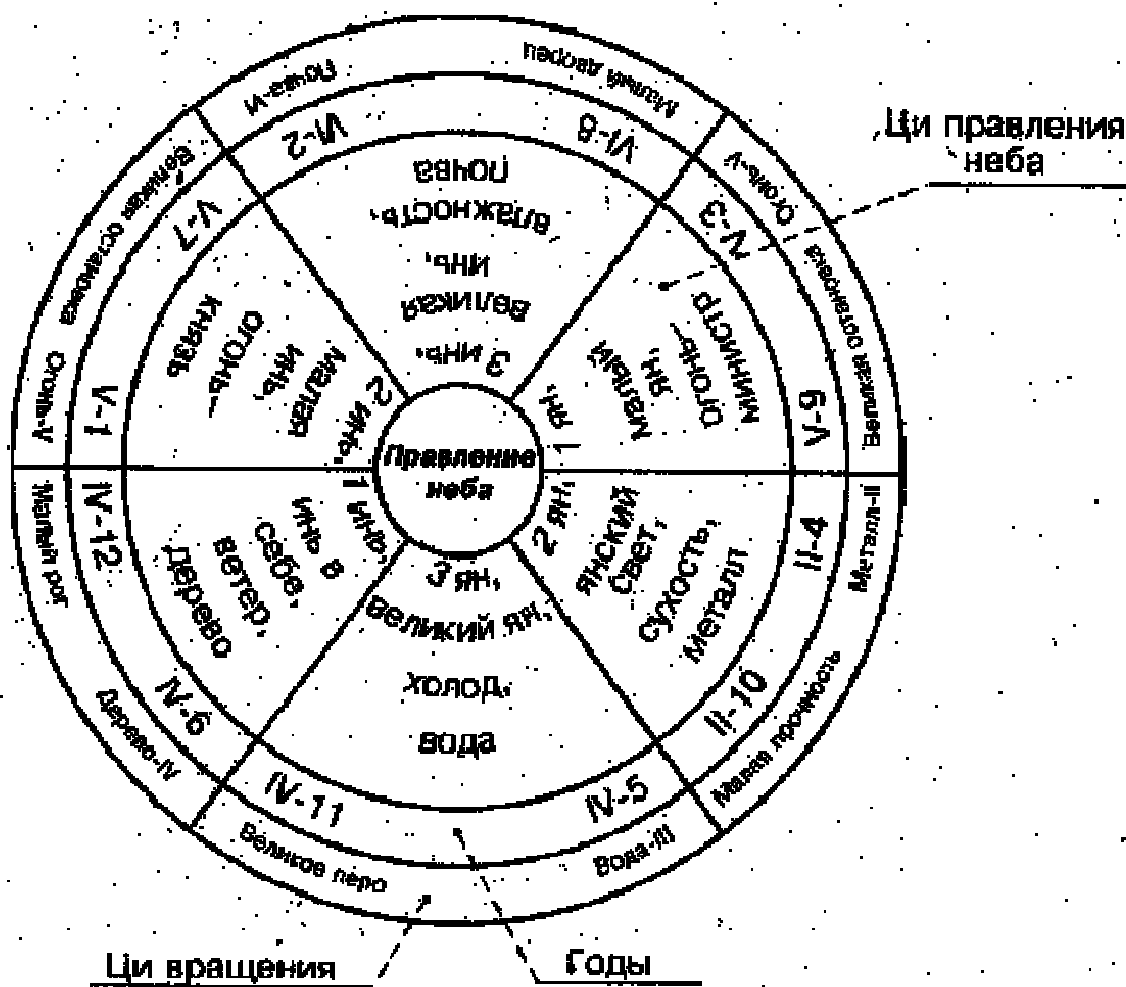 Ци правления
неба
Правление
неба
3 инь,
великая
инь,
влажность,
почва
1 ян,
малый
ян,
огонь—
министр
2 ян,
янский
свет,
сухость,
металл
3 ян,
великий ян,
холод,
вода
1 инь,
инь в
себе,
ветер,
дерево
2 инь,
малая
инь,
огонь—
князь
VI-2
VI-8
IV-3
II-4
II-10
IV-5
IV-11
IV-6
IV-12
V-1
V-7
Почва-
Малый дворец
Огонь-V
Великая
Металл-II
Малая прочность
Вода-III
Великое перо
Дерево-IV
Малый рог
Огонь-V
Великая остановка
Ци вращения
Годы